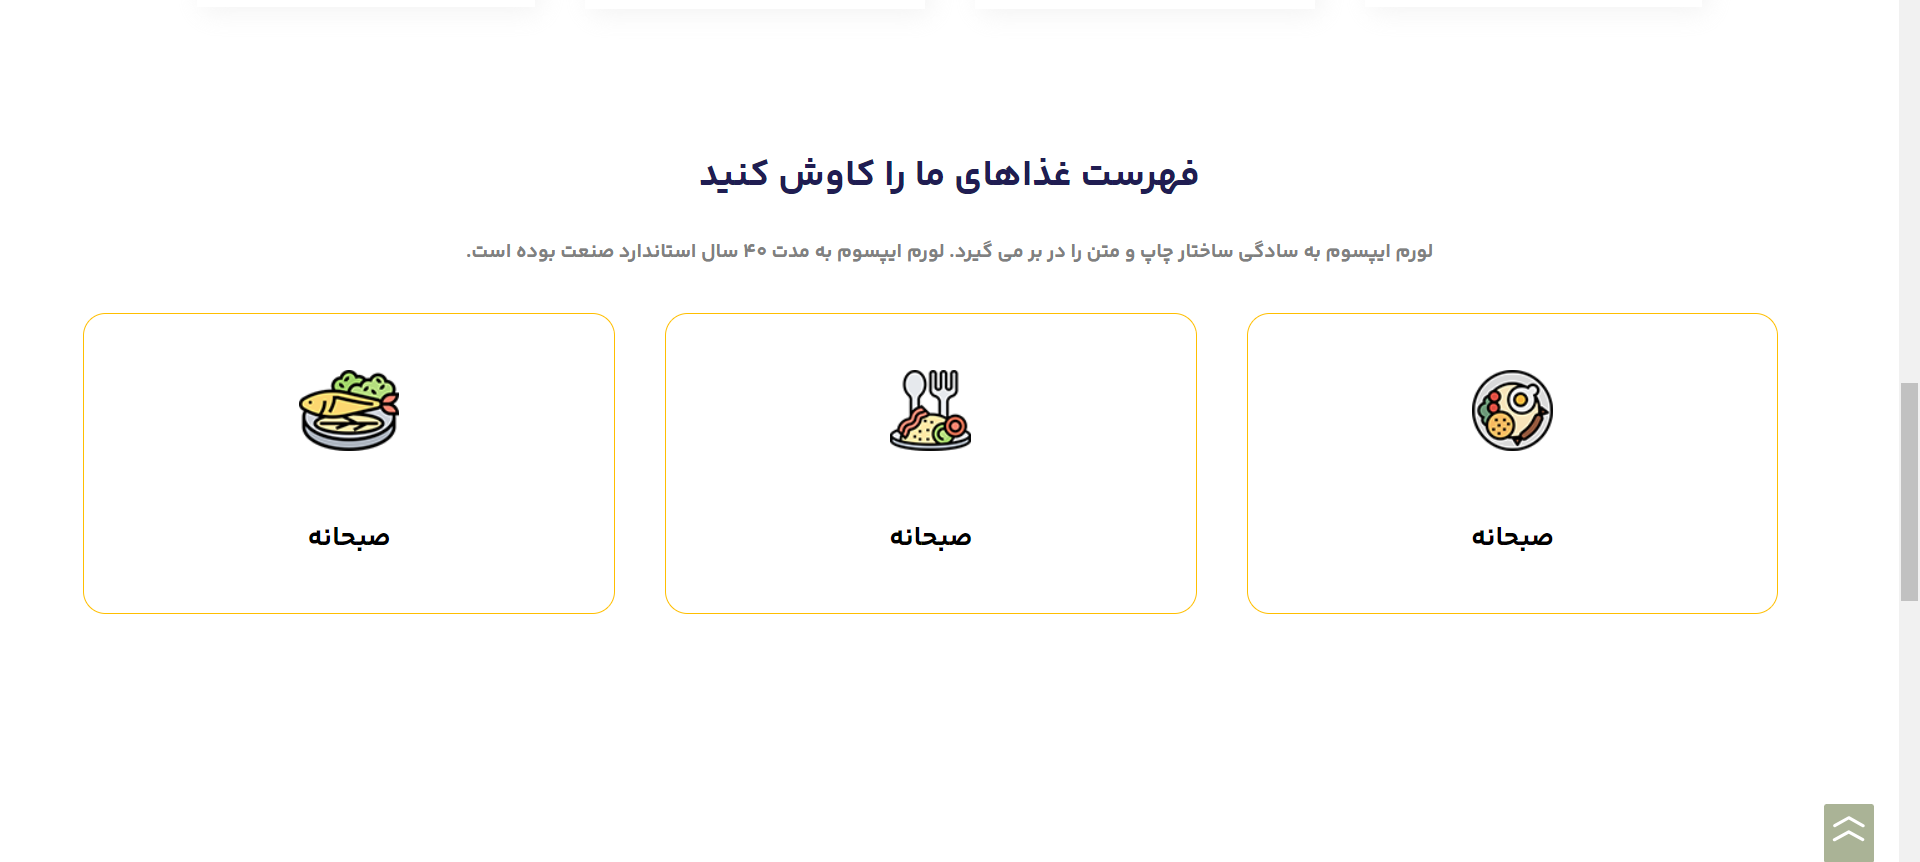 فهرست غذاهای ما را کاوش کنید
لورم ایپسوم به سادگی ساختار چاپ و متن را در بر می گیرد. لورم ایپسوم به مدت ۴۰ سال استاندارد صنعت بوده است.
صبحانه
صبحانه
صبحانه